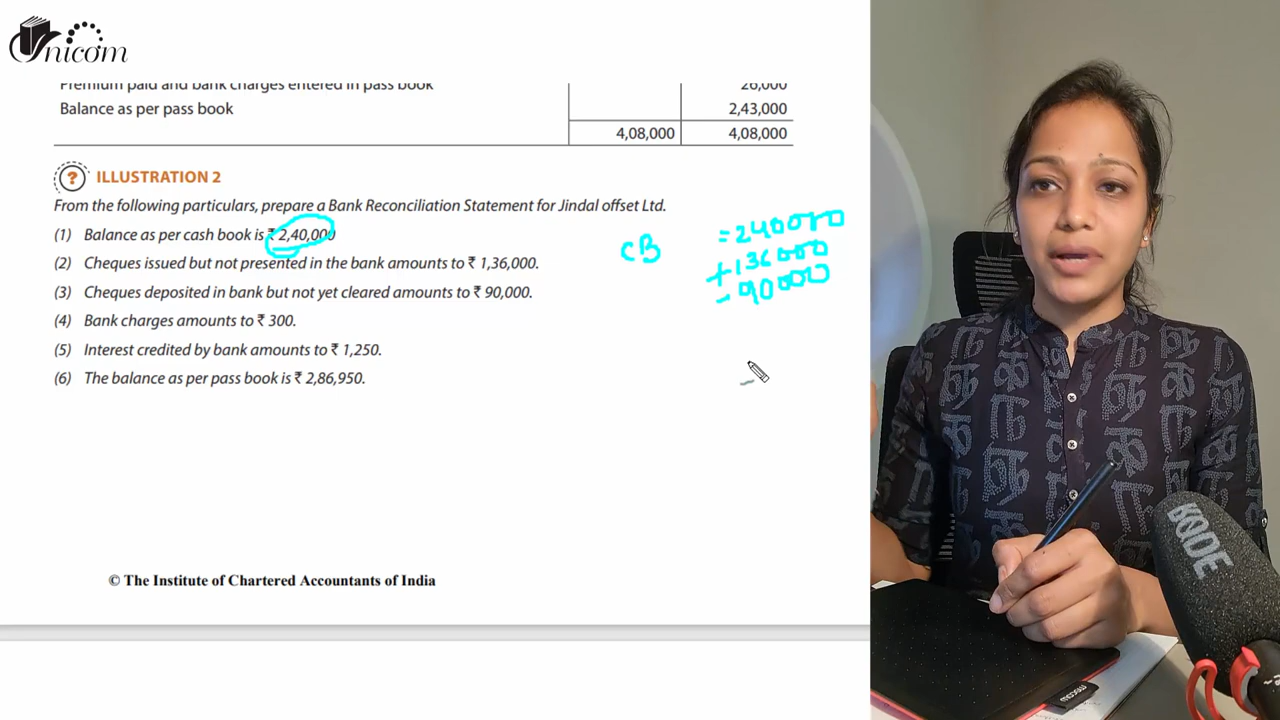 Unicom
Premium paid and bank charges entered in pass book 26,000
Balance as per pass book 2,43,000
4,08,000 4,08,000
? ILLUSTRATION 2
From the following particulars, prepare a Bank Reconciliation Statement for Jindal offset Ltd.
(1) Balance as per cash book is ₹ 2,40,000
(2) Cheques issued but not presented in the bank amounts to ₹ 1,36,000.
(3) Cheques deposited in bank but not yet cleared amounts to ₹ 90,000.
(4) Bank charges amounts to ₹ 300.
(5) Interest credited by bank amounts to ₹ 1,250.
(6) The balance as per pass book is ₹ 2,86,950.
CB = 240000
+ 136000
- 90000
© The Institute of Chartered Accountants of India
RODE
wacom